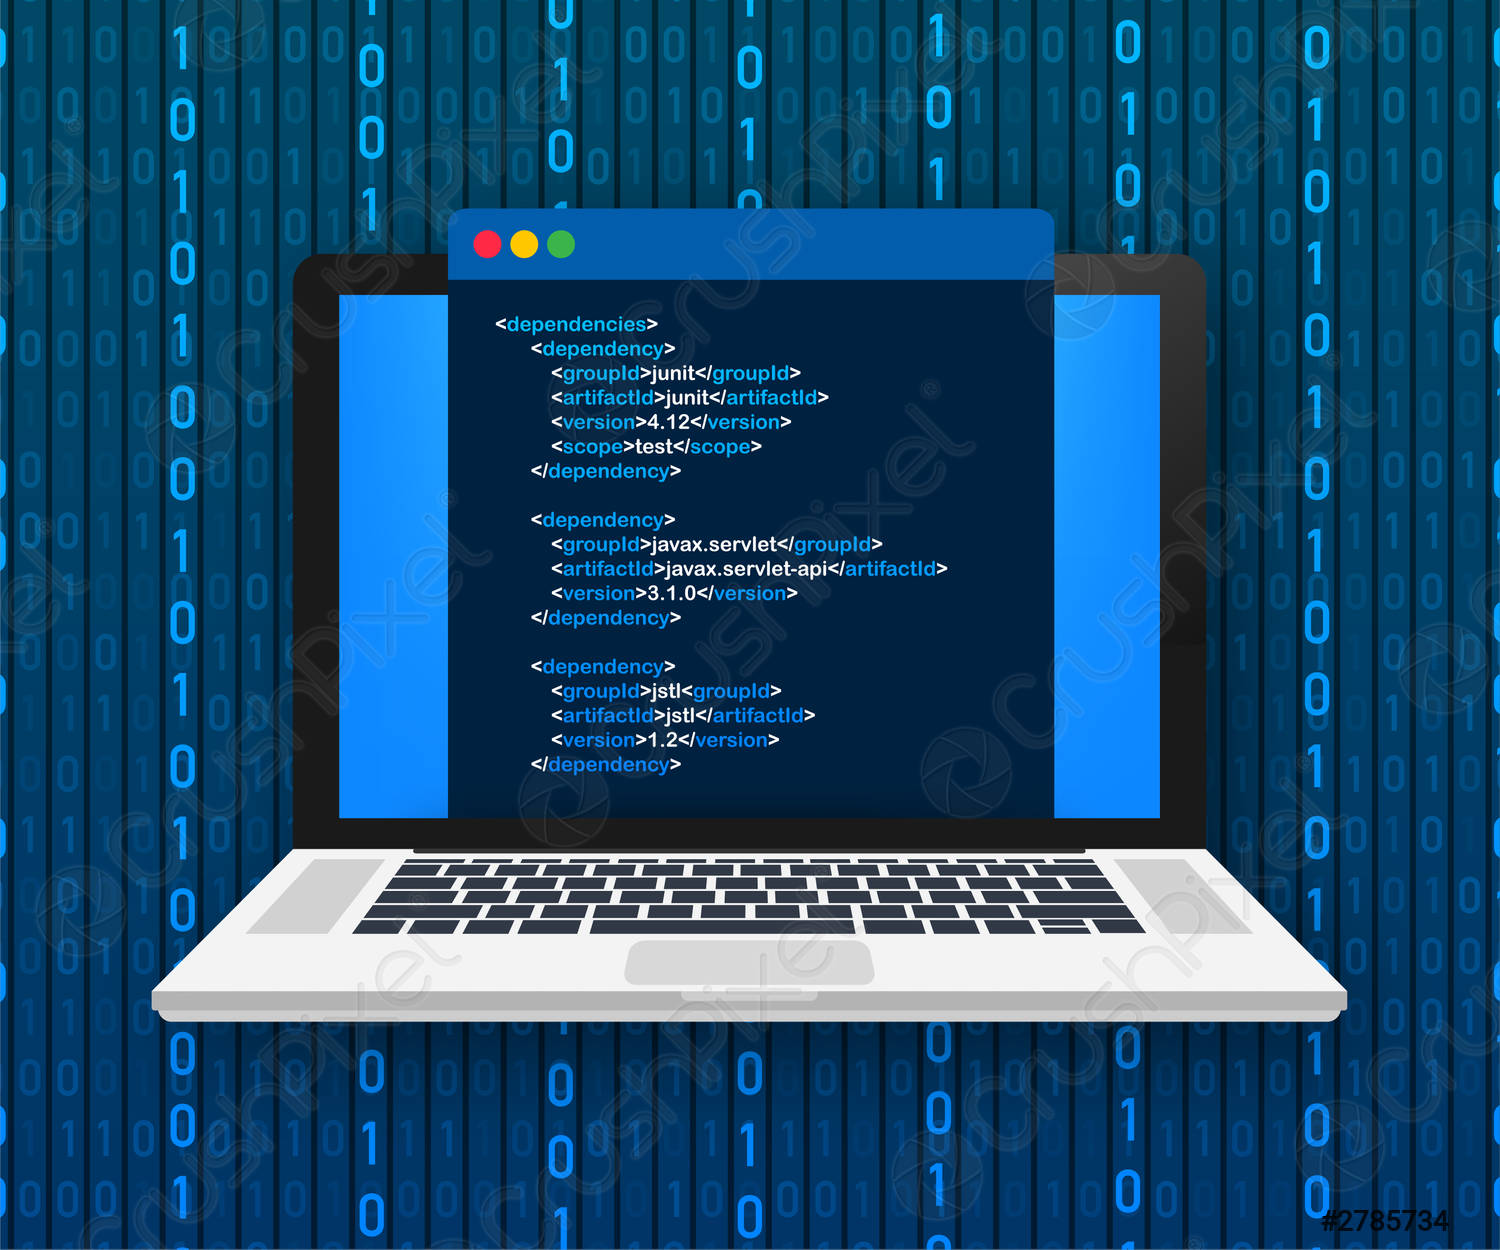 <dependencies>
<dependency>
<groupId>junit</groupId>
<artifactId>junit</artifactId>
<version>4.12</version>
<scope>test</scope>
</dependency>
<dependency>
<groupId>javax.servlet</groupId>
<artifactId>javax.servlet-api</artifactId>
<version>3.1.0</version>
</dependency>
<dependency>
<groupId>jstl<groupId>
<artifactId>jstl</artifactId>
<version>1.2</version>
</dependency>
crushpixel
#2785734